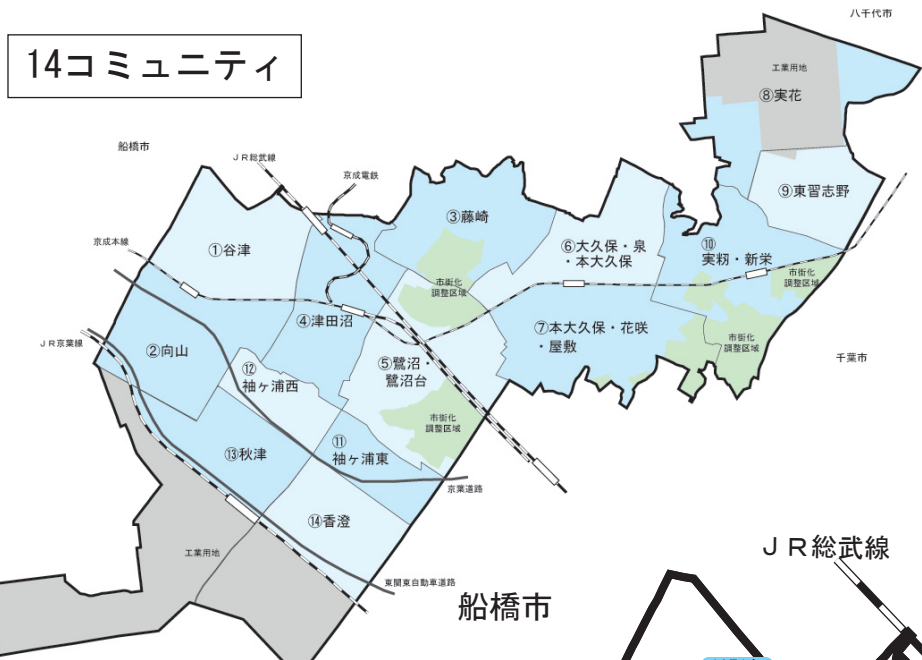 八千代市
14コミュニティ
工業用地
⑧実花
船橋市
JR総武線
京成電鉄
⑨東習志野
③藤崎
京成本線
①谷津
⑥大久保・泉
・本大久保
⑩
実籾・新栄
市街化
調整区域
市街化
調整区域
④津田沼
⑦本大久保・花咲
・屋敷
市街化
調整区域
JR京葉線
②向山
⑫
袖ヶ浦西
⑤鷺沼・
鷺沼台
千葉市
市街化
調整区域
⑬秋津
⑪
袖ヶ浦東
京葉道路
⑭香澄
工業用地
東関東自動車道路
船橋市
JR総武線